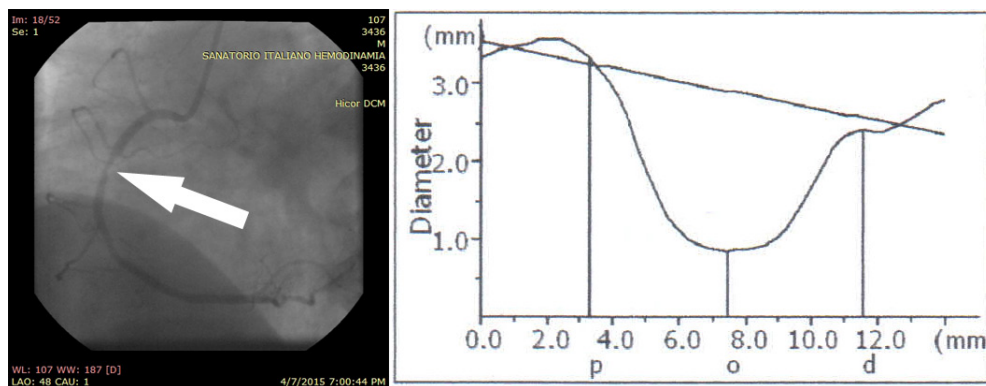 Im: 18/52
Se: 1
107
3436
M
SANATORIO ITALIANO HEMODINAMIA
3436
Hicor DCM
WL: 107 WW: 187 [D]
LAO: 48 CAU: 1
4/7/2015 7:00:44 PM
(mm
3.0
2.0
1.0
Diameter
0.0 2.0 4.0 6.0 8.0 12.0 (mm)
p o d